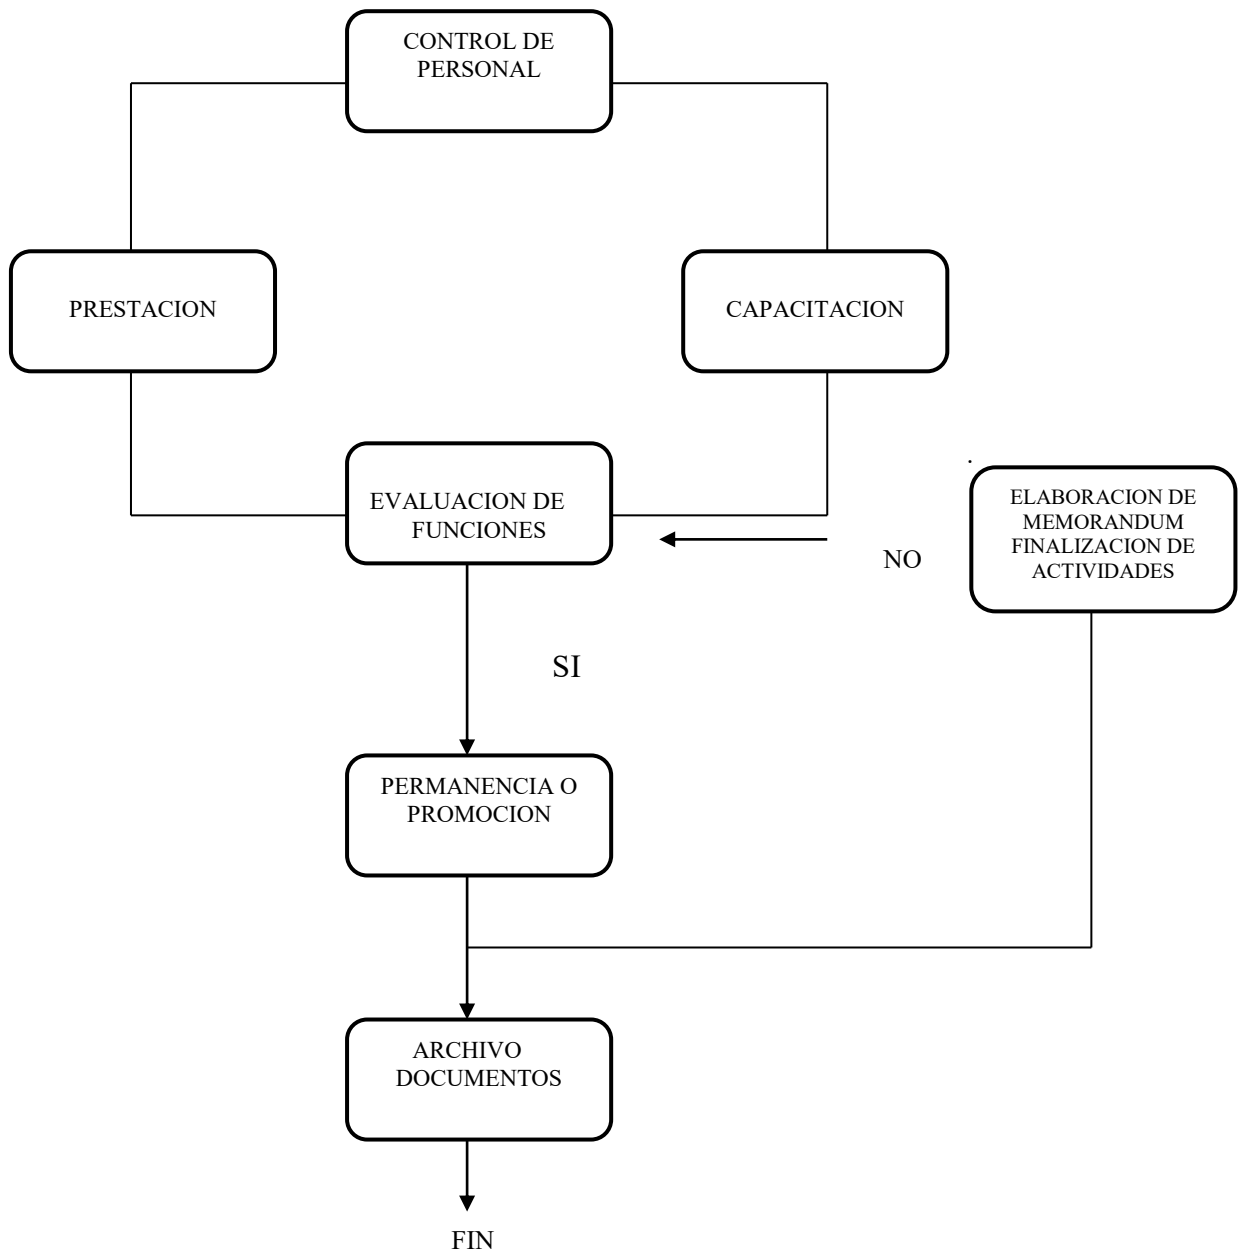 CONTROL DE
PERSONAL
PRESTACION
CAPACITACION
EVALUACION DE
FUNCIONES
.
ELABORACION DE
MEMORANDUM
FINALIZACION DE
ACTIVIDADES
NO
SI
PERMANENCIA O
PROMOCION
ARCHIVO
DOCUMENTOS
FIN